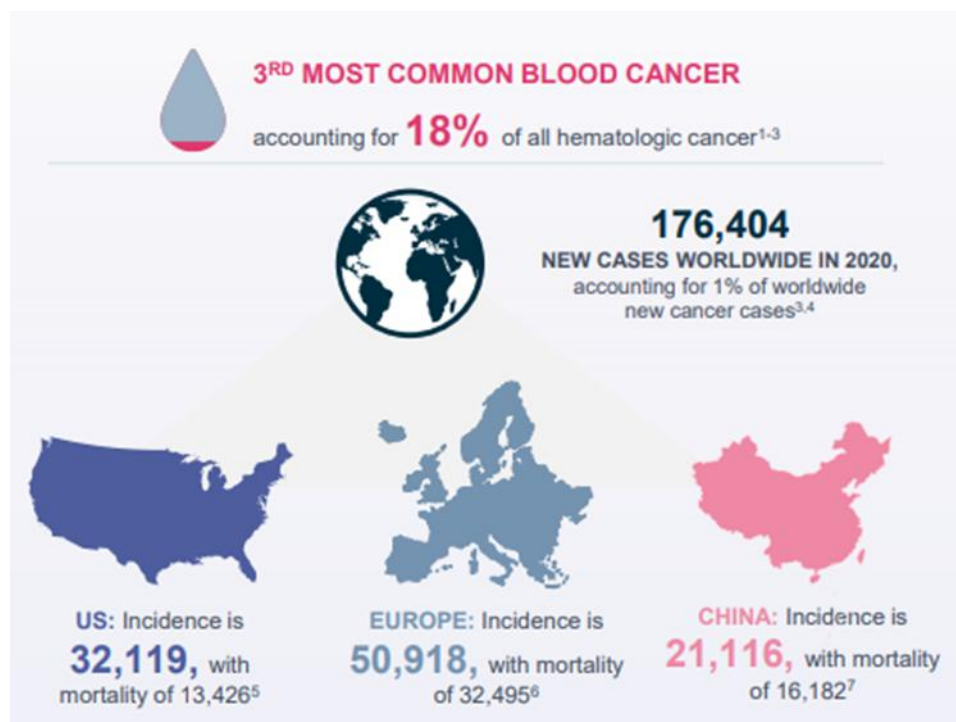 3RD MOST COMMON BLOOD CANCER
accounting for 18% of all hematologic cancer1-3
176,404
NEW CASES WORLDWIDE IN 2020,
accounting for 1% of worldwide
new cancer cases3,4
US: Incidence is
32,119, with
mortality of 13,4265
EUROPE: Incidence is
50,918, with mortality
of 32,4956
CHINA: Incidence is
21,116, with mortality
of 16,1827